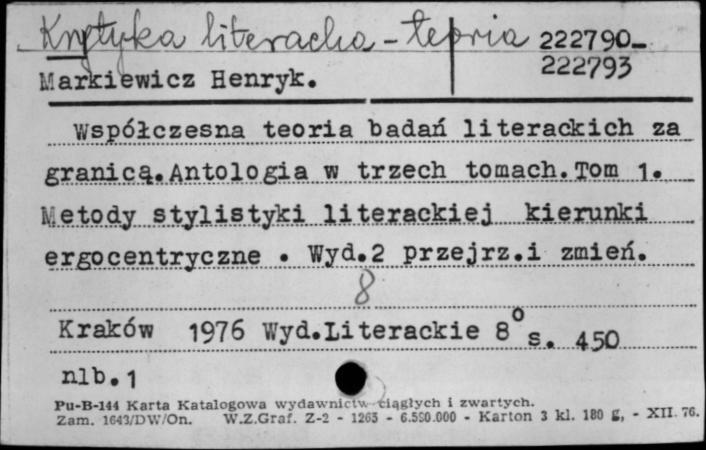 Krytyka literacka - teoria 222790-
222793
Markiewicz Henryk.
Współczesna teoria badań literackich za
granicą.Antologia w trzech tomach.Tom 1.
Metody stylistyki literackiej kierunki
ergocentryczne . Wyd.2 przejrz.i zmień.
8
Kraków 1976 Wyd.Literackie 8° s. 450
nlb.1
Pu-B-144 Karta Katalogowa wydawnictw ciągłych i zwartych.
Zam. 1643/DW/On. W.Z.Graf. Z-2 - 1263 - 6.550.000 - Karton 3 kl. 180 g, - XII. 76.